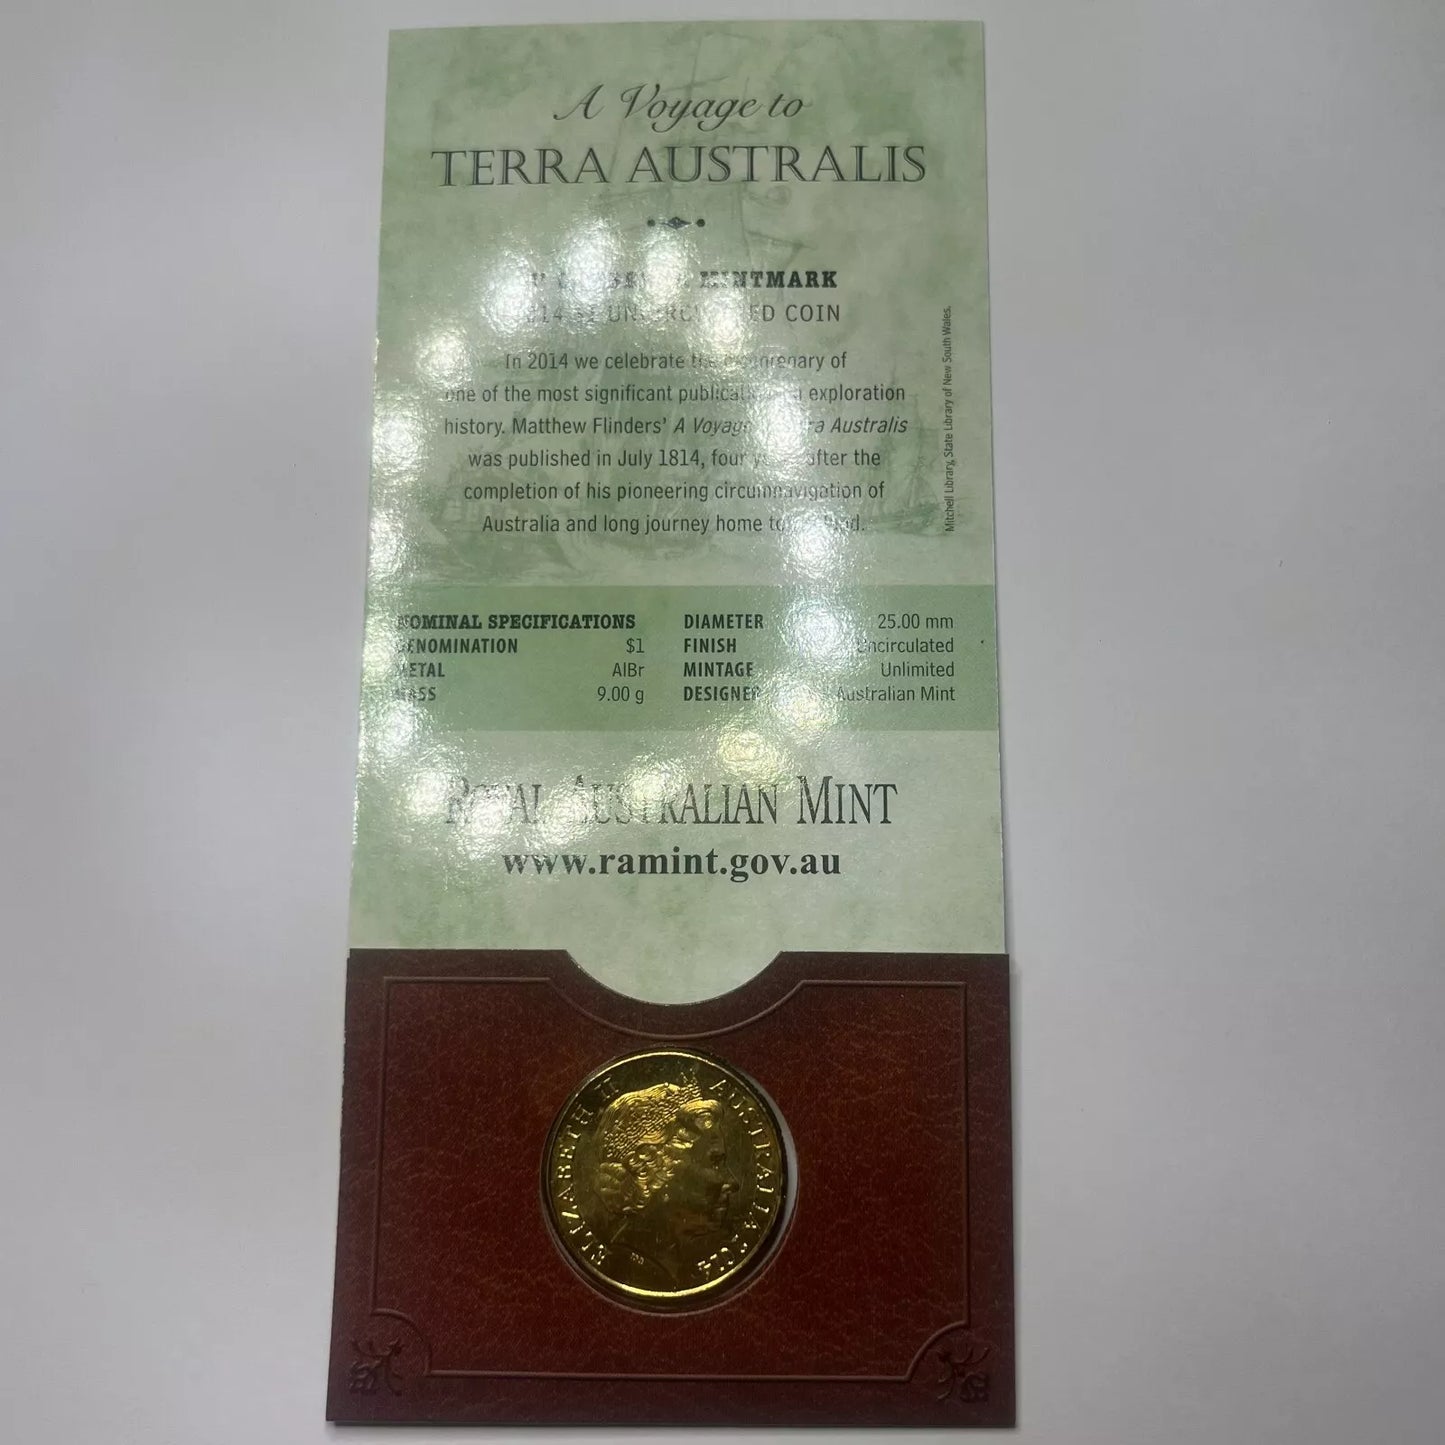 A Voyage to
TERRA AUSTRALIS
MINTMARK
COIN
In 2014 we celebrate the of
one of the most significant exploration
history. Matthew Flinders' A Voyage Australis
was published in July 1814, four after the
completion of his pioneering circumnavigation of
Australia and long journey home
Mitchell Library, State Library of New South Wales.
NOMINAL SPECIFICATIONS
DENOMINATION $1
METAL AlBr
MASS 9.00 g
DIAMETER 25.00 mm
FINISH Uncirculated
MINTAGE Unlimited
DESIGNER Australian Mint
ROYAL AUSTRALIAN MINT
www.ramint.gov.au
ELIZABETH II AUSTRALIA 2014